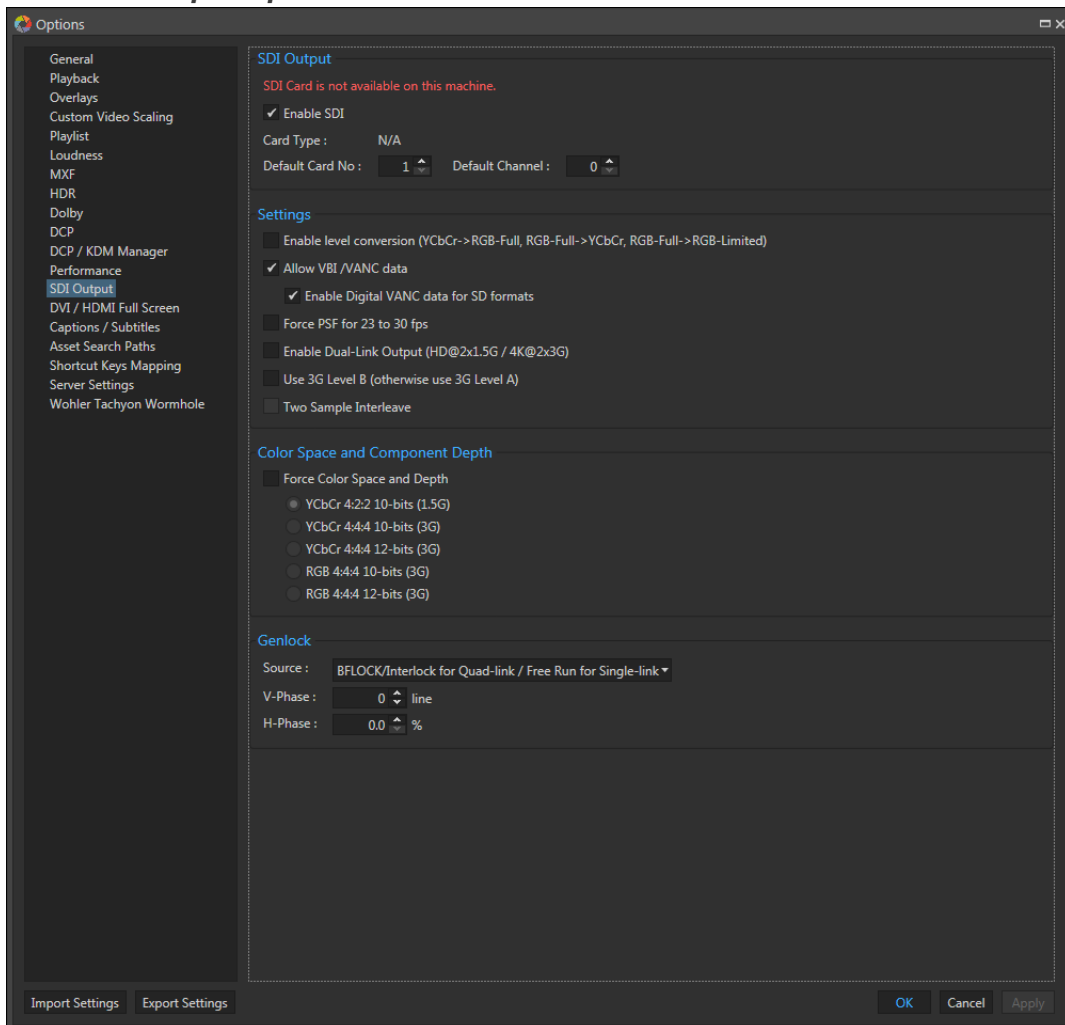 Options
General
Playback
Overlays
Custom Video Scaling
Playlist
Loudness
MXF
HDR
Dolby
DCP
DCP / KDM Manager
Performance
SDI Output
DVI / HDMI Full Screen
Captions / Subtitles
Asset Search Paths
Shortcut Keys Mapping
Server Settings
Wohler Tachyon Wormhole
SDI Output
SDI Card is not available on this machine.
Enable SDI
Card Type : N/A
Default Card No : 1 Default Channel : 0
Settings
Enable level conversion (YCbCr->RGB-Full, RGB-Full->YCbCr, RGB-Full->RGB-Limited)
Allow VBI /VANC data
Enable Digital VANC data for SD formats
Force PSF for 23 to 30 fps
Enable Dual-Link Output (HD@2x1.5G / 4K@2x3G)
Use 3G Level B (otherwise use 3G Level A)
Two Sample Interleave
Color Space and Component Depth
Force Color Space and Depth
YCbCr 4:2:2 10-bits (1.5G)
YCbCr 4:4:4 10-bits (3G)
YCbCr 4:4:4 12-bits (3G)
RGB 4:4:4 10-bits (3G)
RGB 4:4:4 12-bits (3G)
Genlock
Source : BFLOCK/Interlock for Quad-link / Free Run for Single-link
V-Phase : 0 line
H-Phase : 0.0 %
Import Settings Export Settings OK Cancel Apply